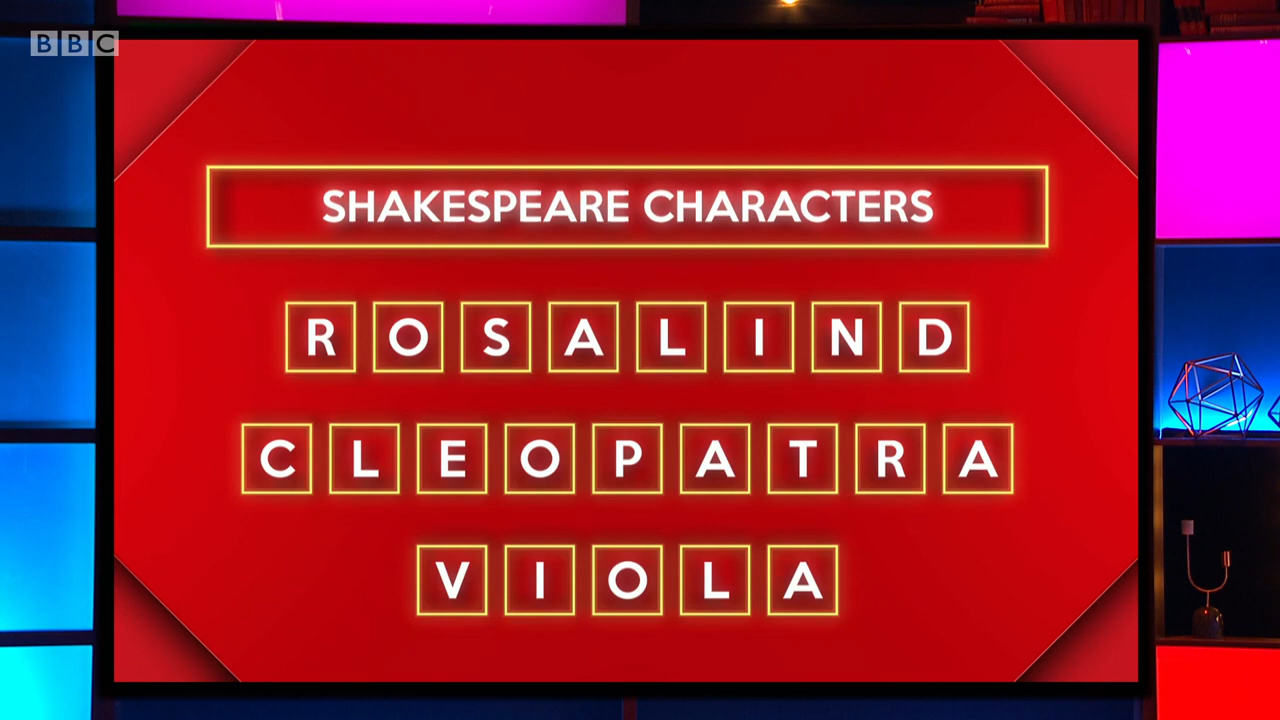 BBC
SHAKESPEARE CHARACTERS
ROSALIND
CLEOPATRA
VIOLA